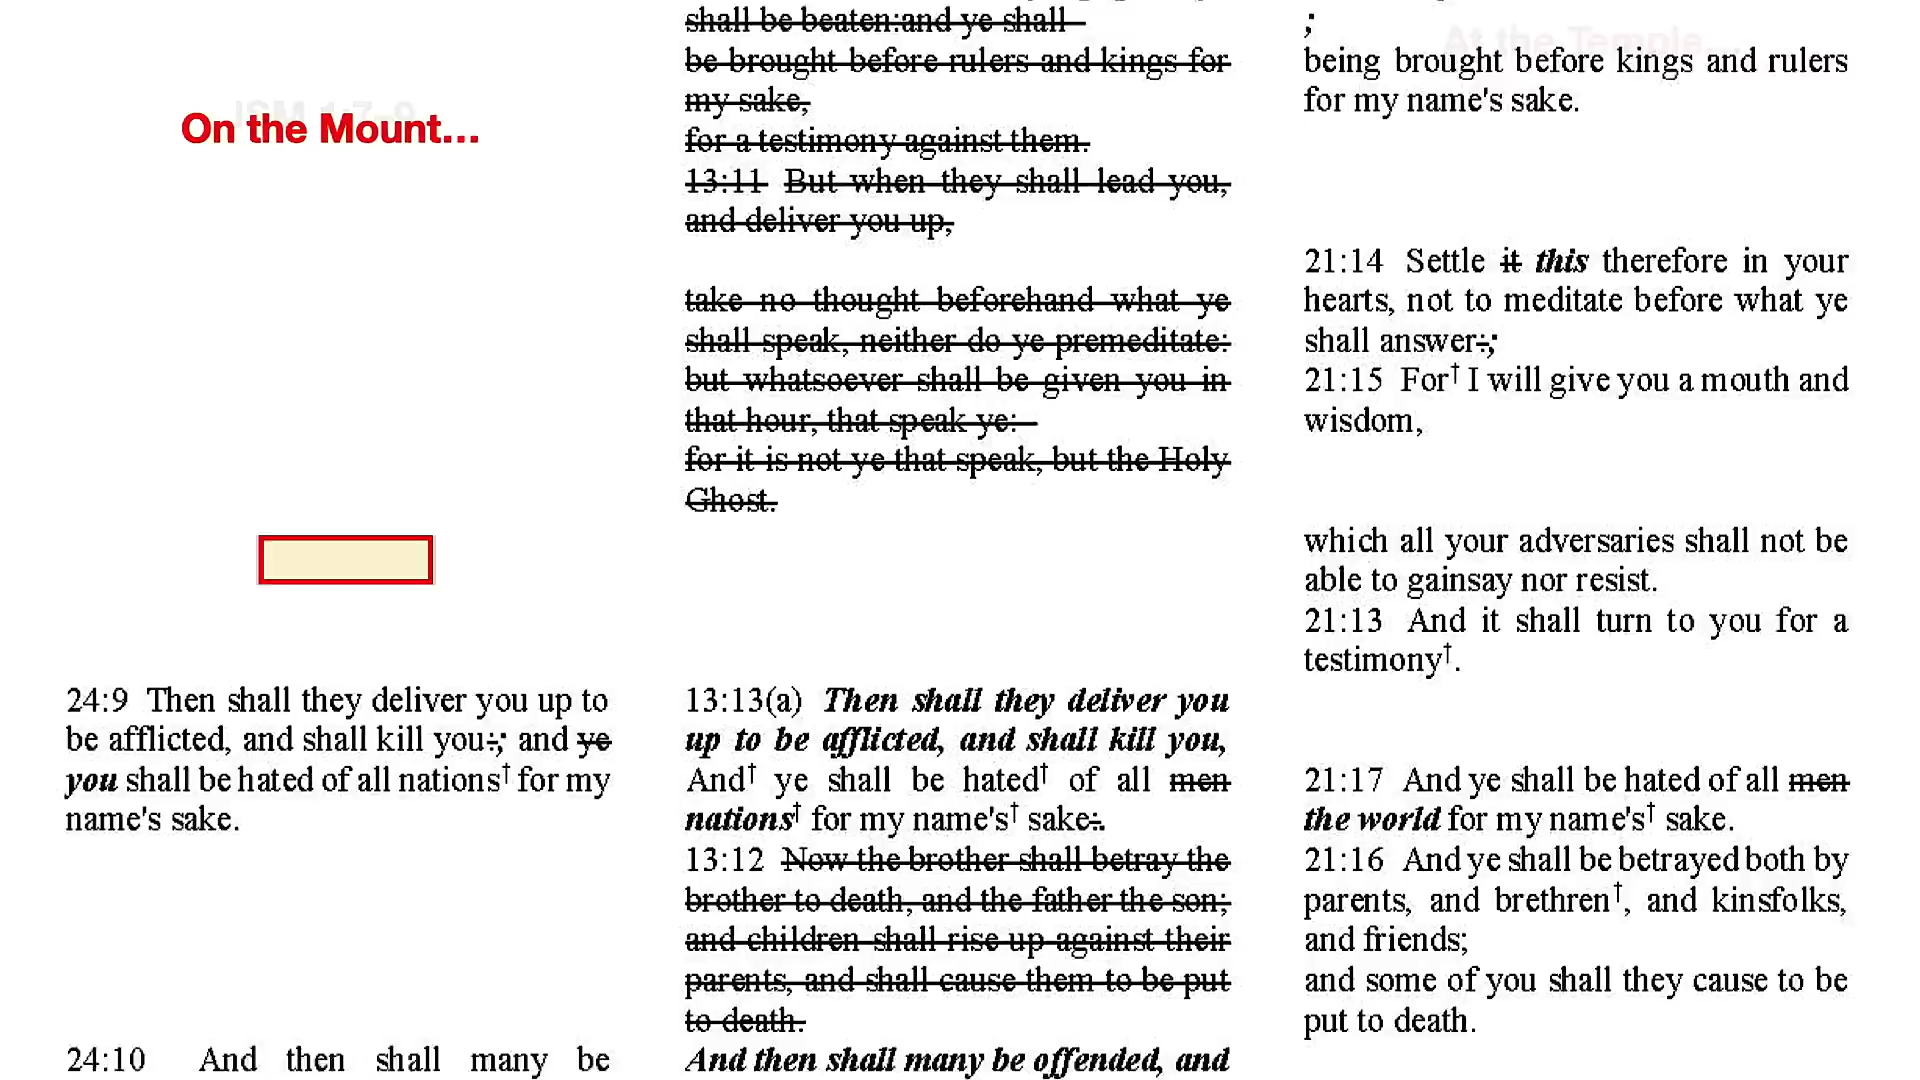 On the Mount...
24:9 Then shall they deliver you up to
be afflicted, and shall kill you:; and ye
you shall be hated of all nations† for my
name's sake.
24:10 And then shall many be
shall be beaten:and ye shall
be brought before rulers and kings for
my sake,
for a testimony against them.
13:11 But when they shall lead you,
and deliver you up,
take no thought beforehand what ye
shall speak, neither do ye premeditate:
but whatsoever shall be given you in
that hour, that speak ye:
for it is not ye that speak, but the Holy
Ghost.
13:13(a) Then shall they deliver you
up to be afflicted, and shall kill you,
And† ye shall be hated† of all men
nations† for my name's† sake:.
13:12 Now the brother shall betray the
brother to death, and the father the son;
and children shall rise up against their
parents, and shall cause them to be put
to death.
And then shall many be offended, and
At the Temple...
;
being brought before kings and rulers
for my name's sake.
21:14 Settle it this therefore in your
hearts, not to meditate before what ye
shall answer:;
21:15 For† I will give you a mouth and
wisdom,
which all your adversaries shall not be
able to gainsay nor resist.
21:13 And it shall turn to you for a
testimony†.
21:17 And ye shall be hated of all men
the world for my name's† sake.
21:16 And ye shall be betrayed both by
parents, and brethren†, and kinsfolks,
and friends;
and some of you shall they cause to be
put to death.